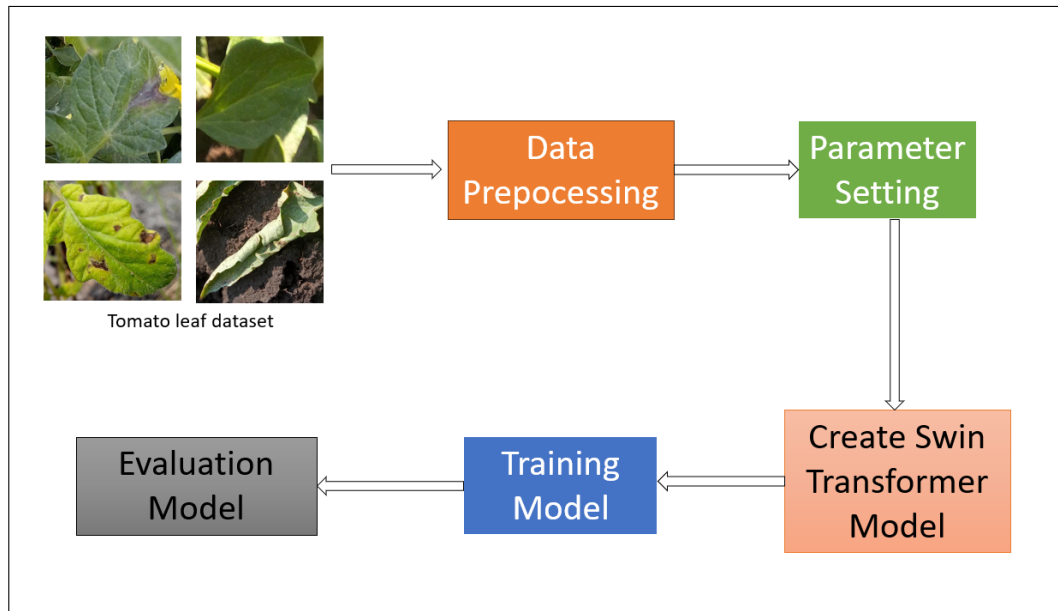 Tomato leaf dataset
Data
Prepocessing
Parameter
Setting
Create Swin
Transformer
Model
Training
Model
Evaluation
Model